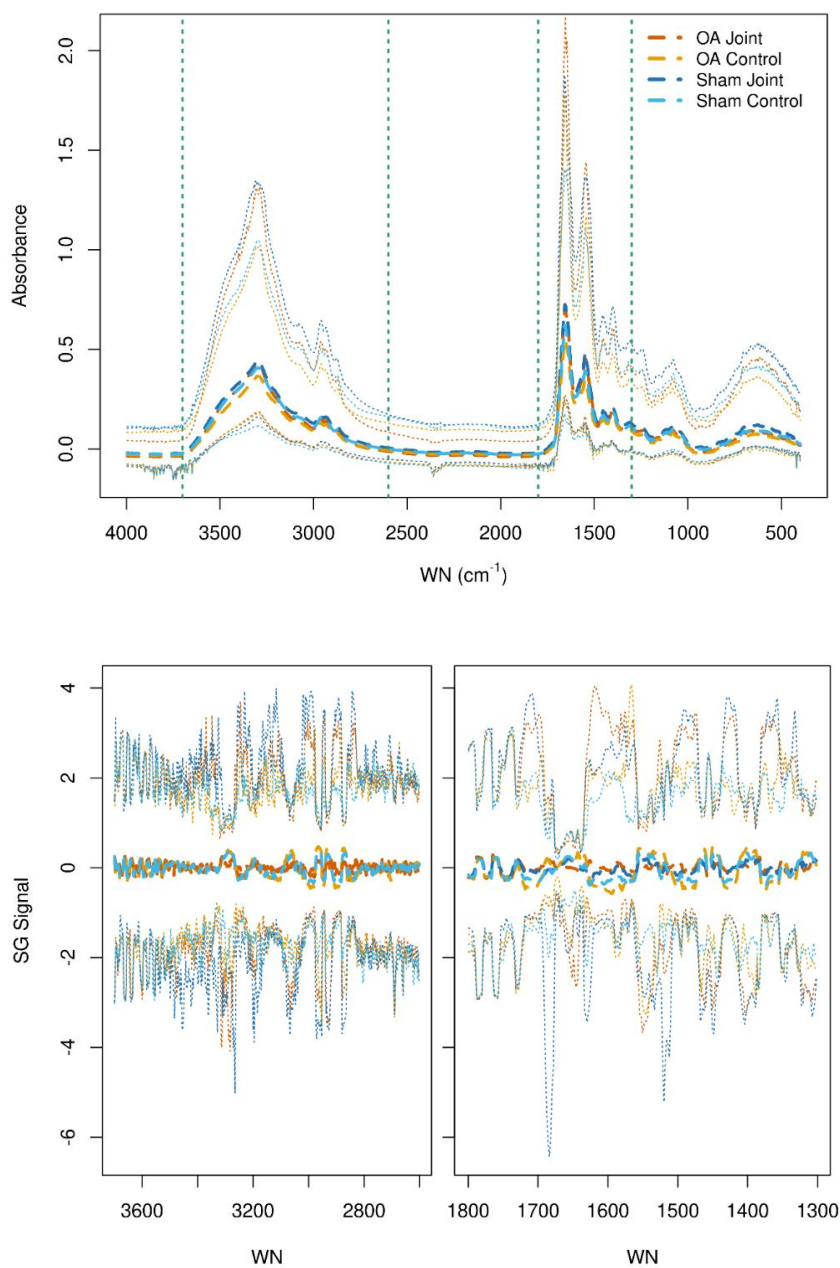 2.0
1.5
1.0
0.5
0.0
Absorbance
OA Joint
OA Control
Sham Joint
Sham Control
4000 3500 3000 2500 2000 1500 1000 500
WN (cm⁻¹)
4
2
0
-2
-4
-6
SG Signal
3600 3200 2800
WN
1800 1700 1600 1500 1400 1300
WN